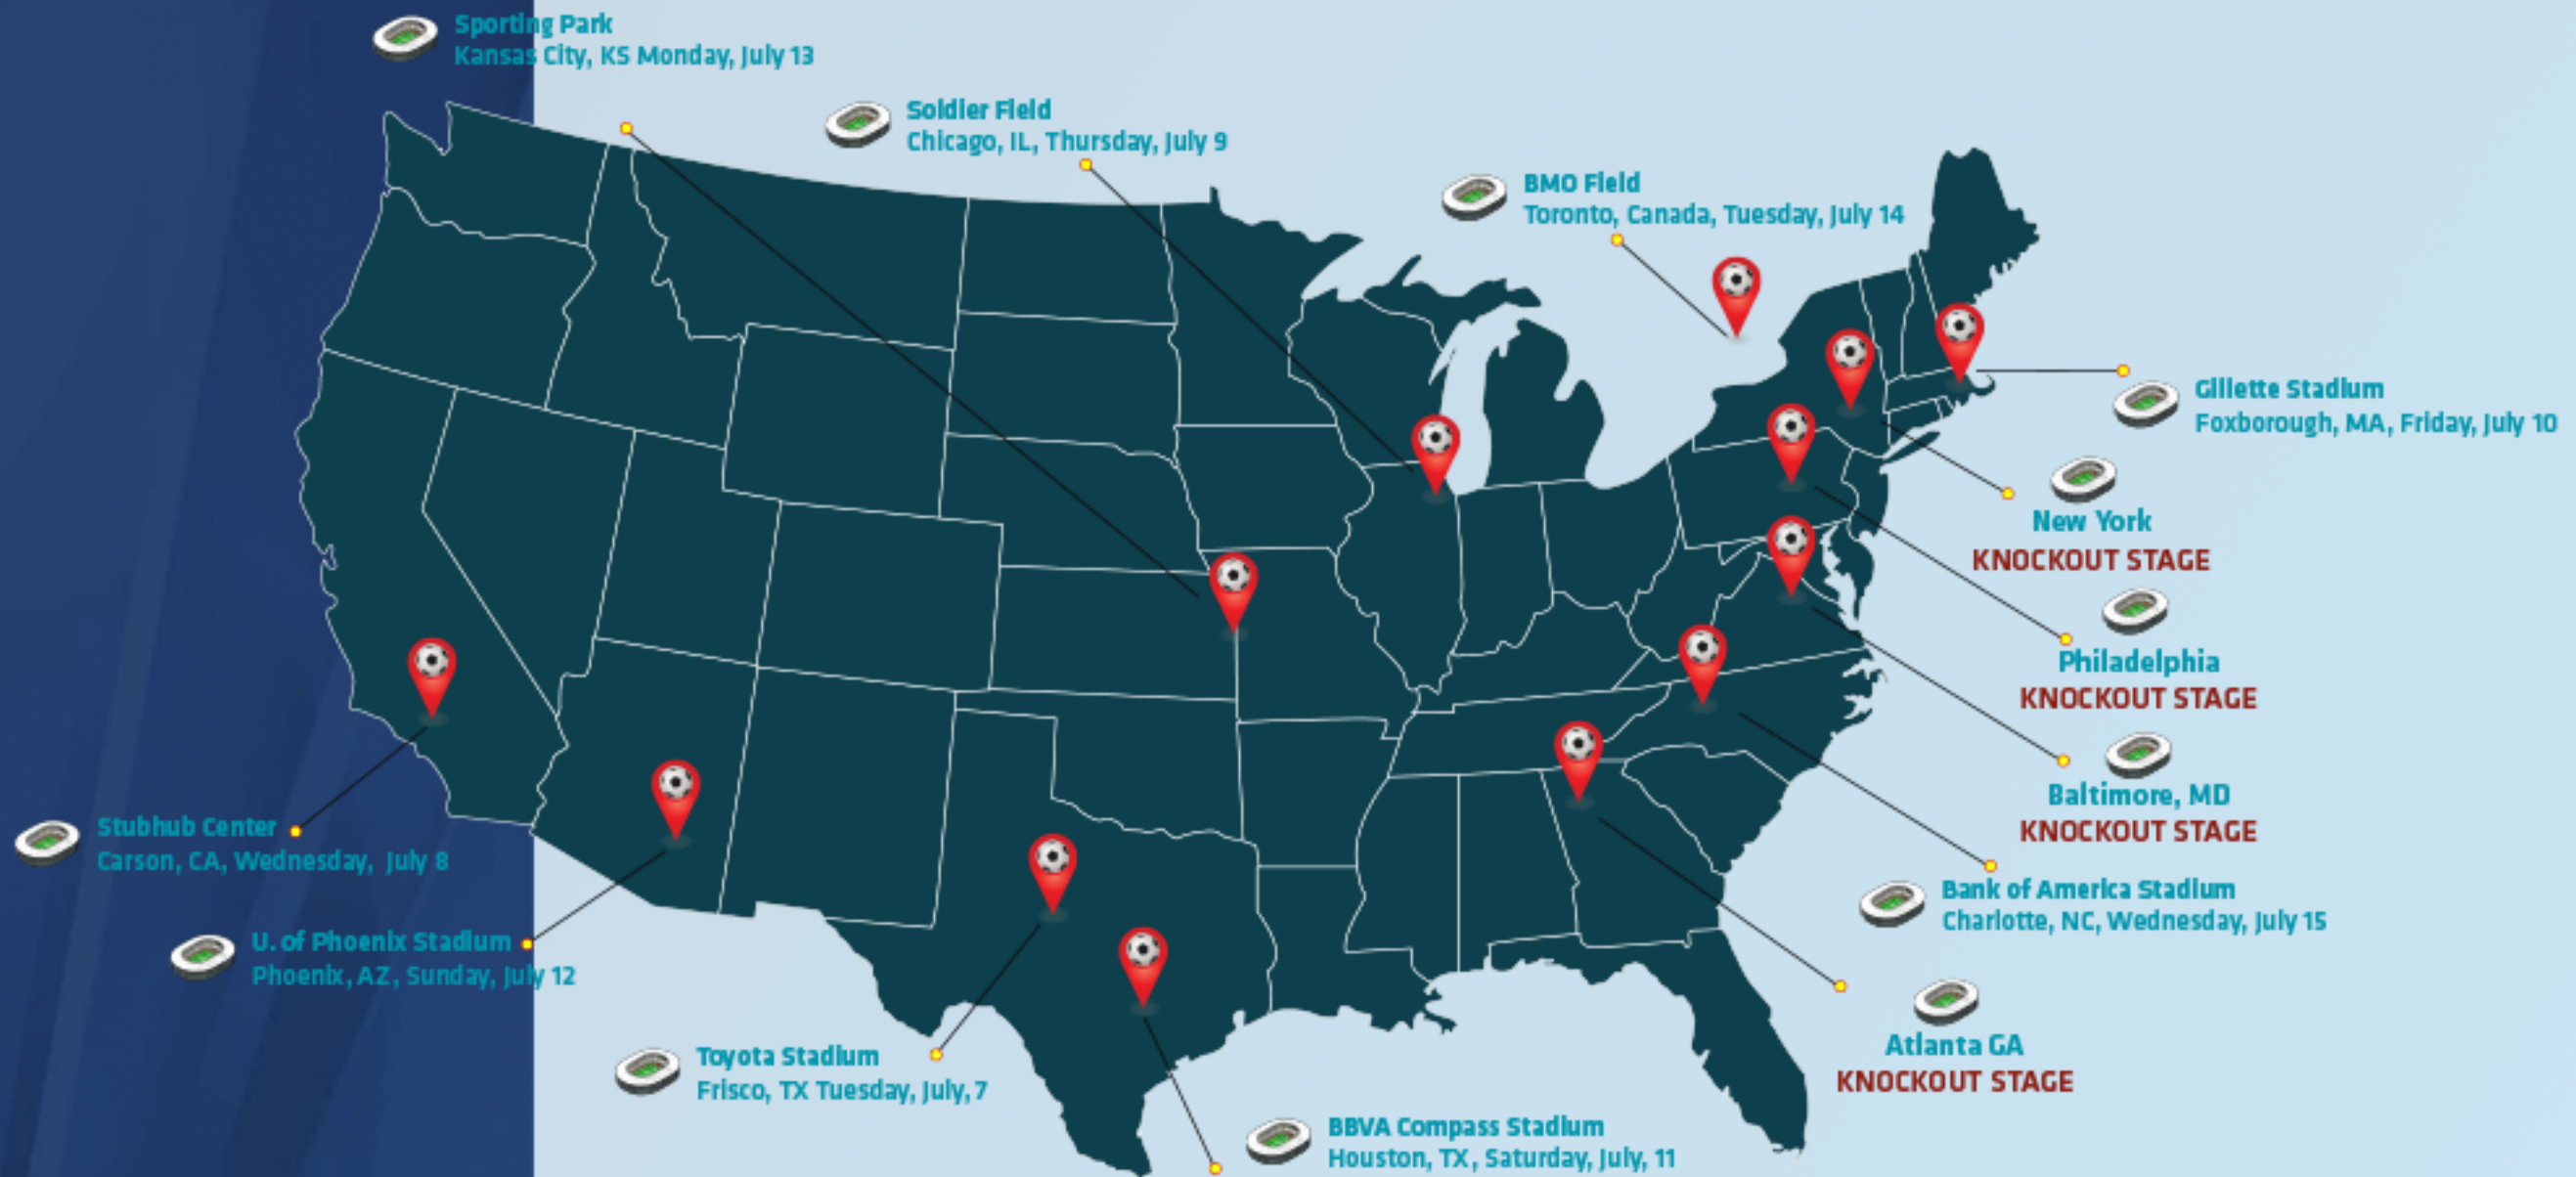 Sporting Park
Kansas City, KS Monday, July 13
Soldier Field
Chicago, IL, Thursday, July 9
BMO Field
Toronto, Canada, Tuesday, July 14
Gillette Stadium
Foxborough, MA, Friday, July 10
New York
KNOCKOUT STAGE
Philadelphia
KNOCKOUT STAGE
Baltimore, MD
KNOCKOUT STAGE
Stubhub Center
Carson, CA, Wednesday, July 8
Bank of America Stadium
Charlotte, NC, Wednesday, July 15
U. of Phoenix Stadium
Phoenix, AZ, Sunday, July 12
Atlanta GA
KNOCKOUT STAGE
Toyota Stadium
Frisco, TX Tuesday, July, 7
BBVA Compass Stadium
Houston, TX, Saturday, July, 11